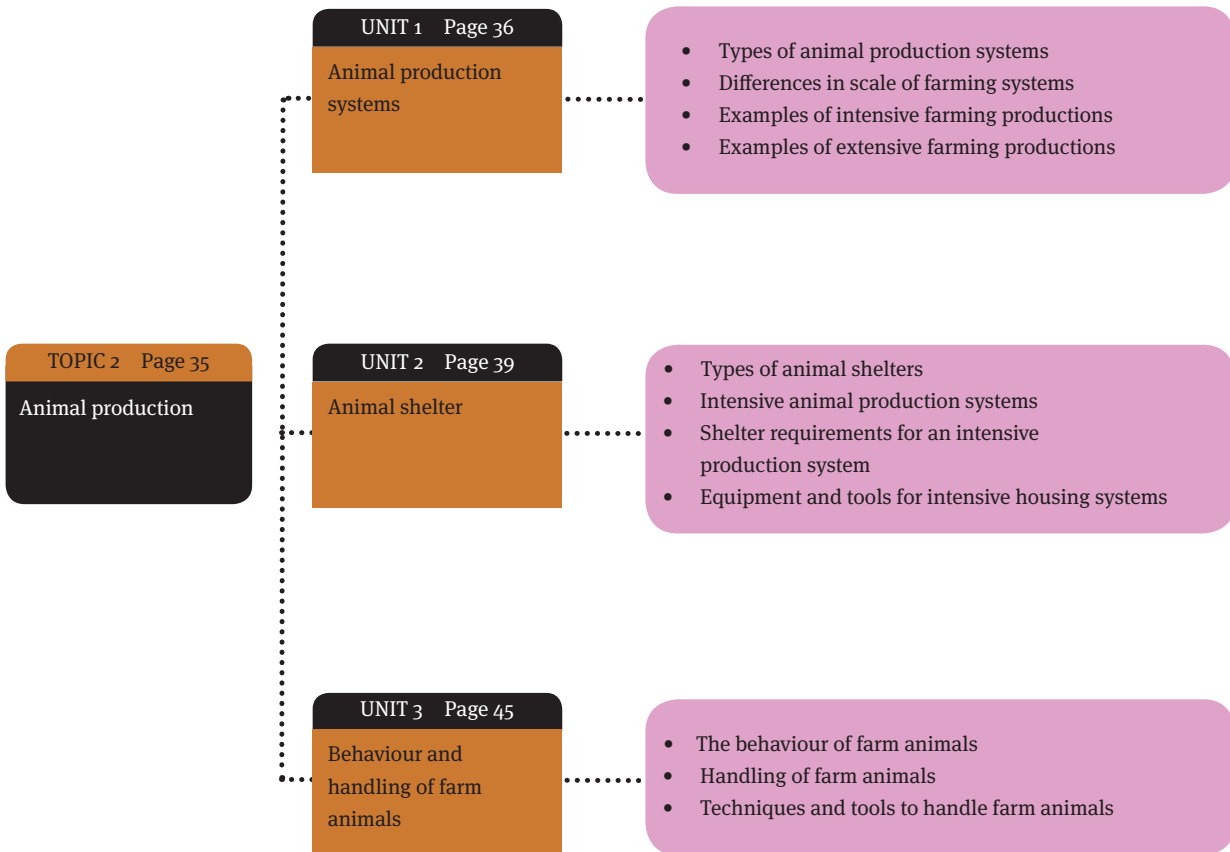 TOPIC 2 Page 35
Animal production
UNIT 1 Page 36
Animal production
systems
• Types of animal production systems
• Differences in scale of farming systems
• Examples of intensive farming productions
• Examples of extensive farming productions
UNIT 2 Page 39
Animal shelter
• Types of animal shelters
• Intensive animal production systems
• Shelter requirements for an intensive
production system
• Equipment and tools for intensive housing systems
UNIT 3 Page 45
Behaviour and
handling of farm
animals
• The behaviour of farm animals
• Handling of farm animals
• Techniques and tools to handle farm animals